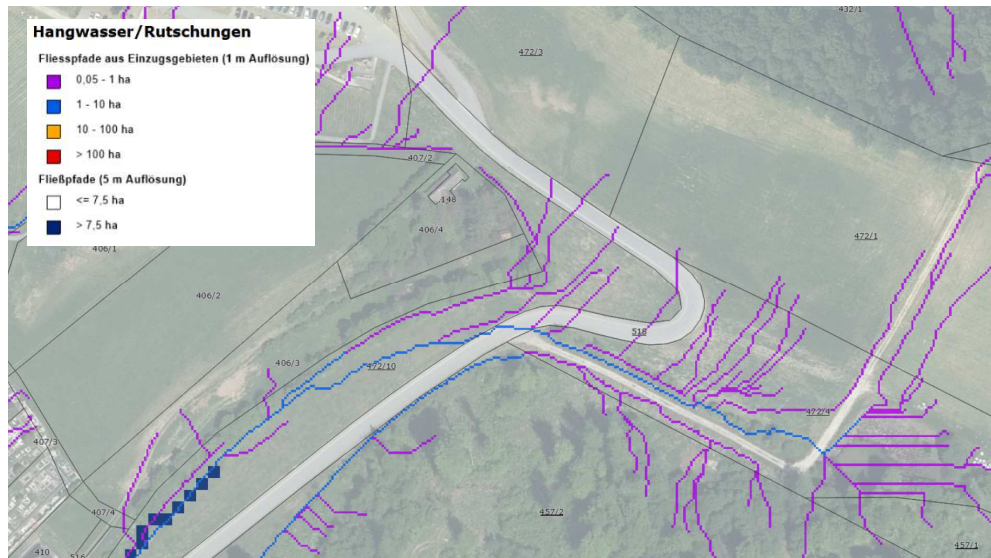 Hangwasser/Rutschungen
Fliesspfade aus Einzugsgebieten (1 m Auflösung)
0,05 - 1 ha
1 - 10 ha
10 - 100 ha
> 100 ha
Fließpfade (5 m Auflösung)
<= 7,5 ha
> 7,5 ha
432/1
472/3
407/2
148
406/4
472/1
406/1
406/2
518
406/3
472/10
472/4
407/3
407/4
457/2
410
516
457/1